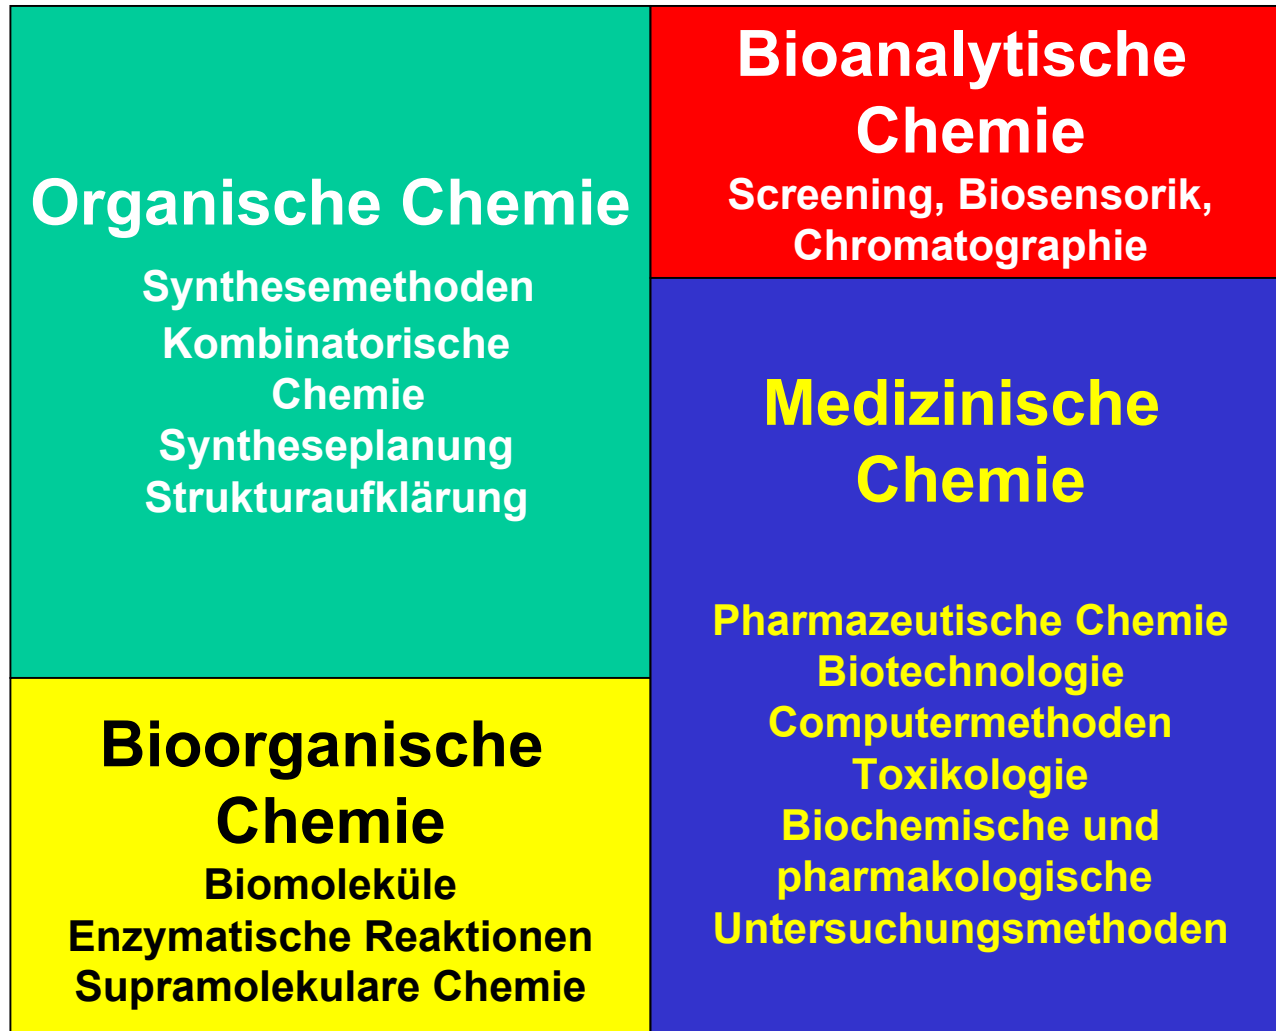 Organische Chemie
Synthesemethoden
Kombinatorische
Chemie
Syntheseplanung
Strukturaufklärung
Bioanalytische
Chemie
Screening, Biosensorik,
Chromatographie
Bioorganische
Chemie
Biomoleküle
Enzymatische Reaktionen
Supramolekulare Chemie
Medizinische
Chemie
Pharmazeutische Chemie
Biotechnologie
Computermethoden
Toxikologie
Biochemische und
pharmakologische
Untersuchungsmethoden